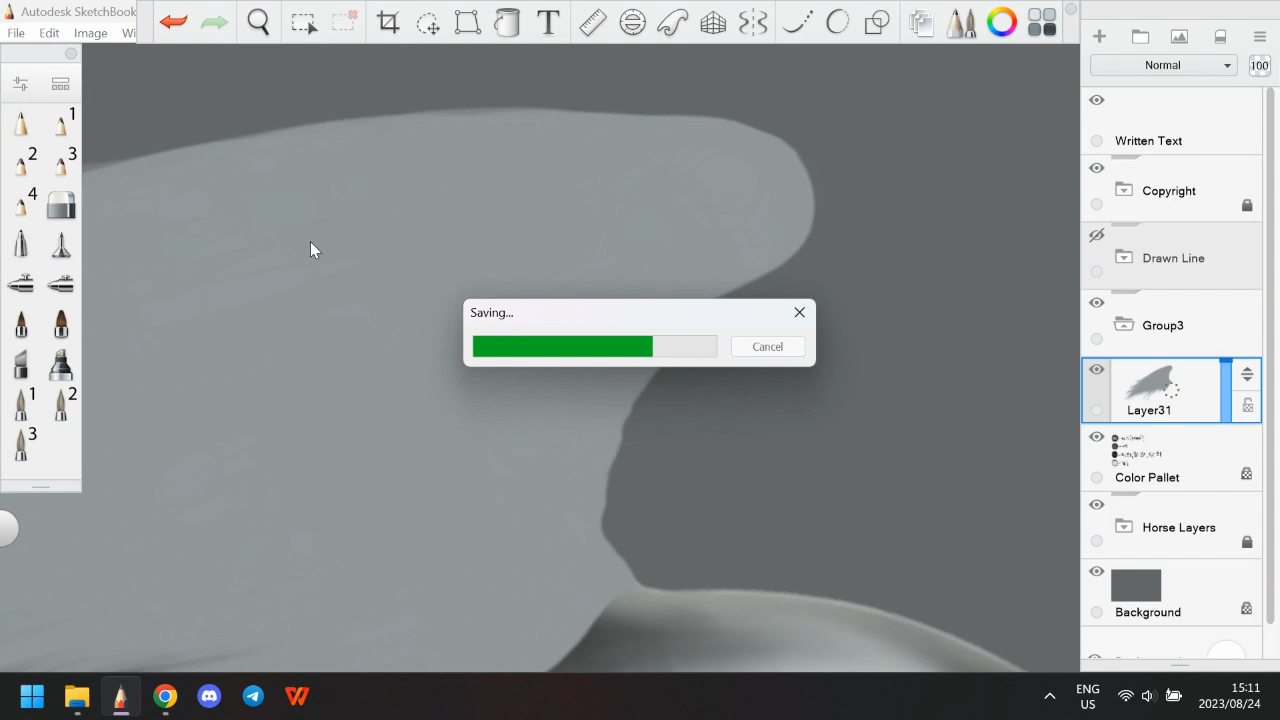 Autodesk SketchBook
File Edit Image Wi
T
1
2 3
4
1 2
3
Saving...
Cancel
Normal
100
Written Text
Copyright
Drawn Line
Group3
Layer31
Color Pallet
Horse Layers
Background
ENG
US
15:11
2023/08/24